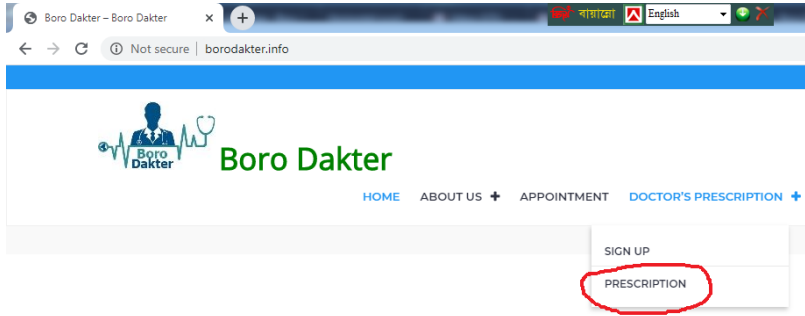 Boro Dakter – Boro Dakter
বায়ান্নো English
Not secure | borodakter.info
Boro
Dakter
Boro Dakter
HOME ABOUT US + APPOINTMENT DOCTOR'S PRESCRIPTION +
SIGN UP
PRESCRIPTION